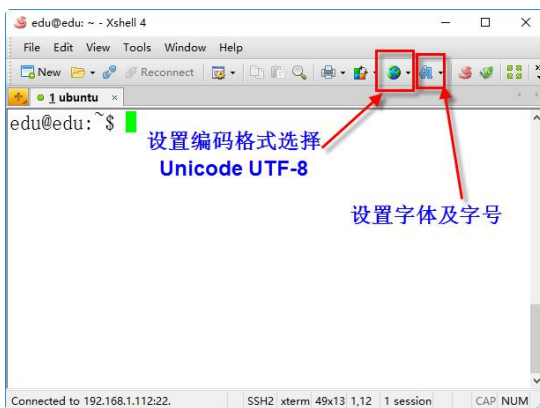 edu@edu: ~ - Xshell 4
File Edit View Tools Window Help
New Reconnect
1 ubuntu ×
edu@edu:~$
设置编码格式选择
Unicode UTF-8
设置字体及字号
Connected to 192.168.1.112:22. SSH2 xterm 49x13 1,12 1 session CAP NUM